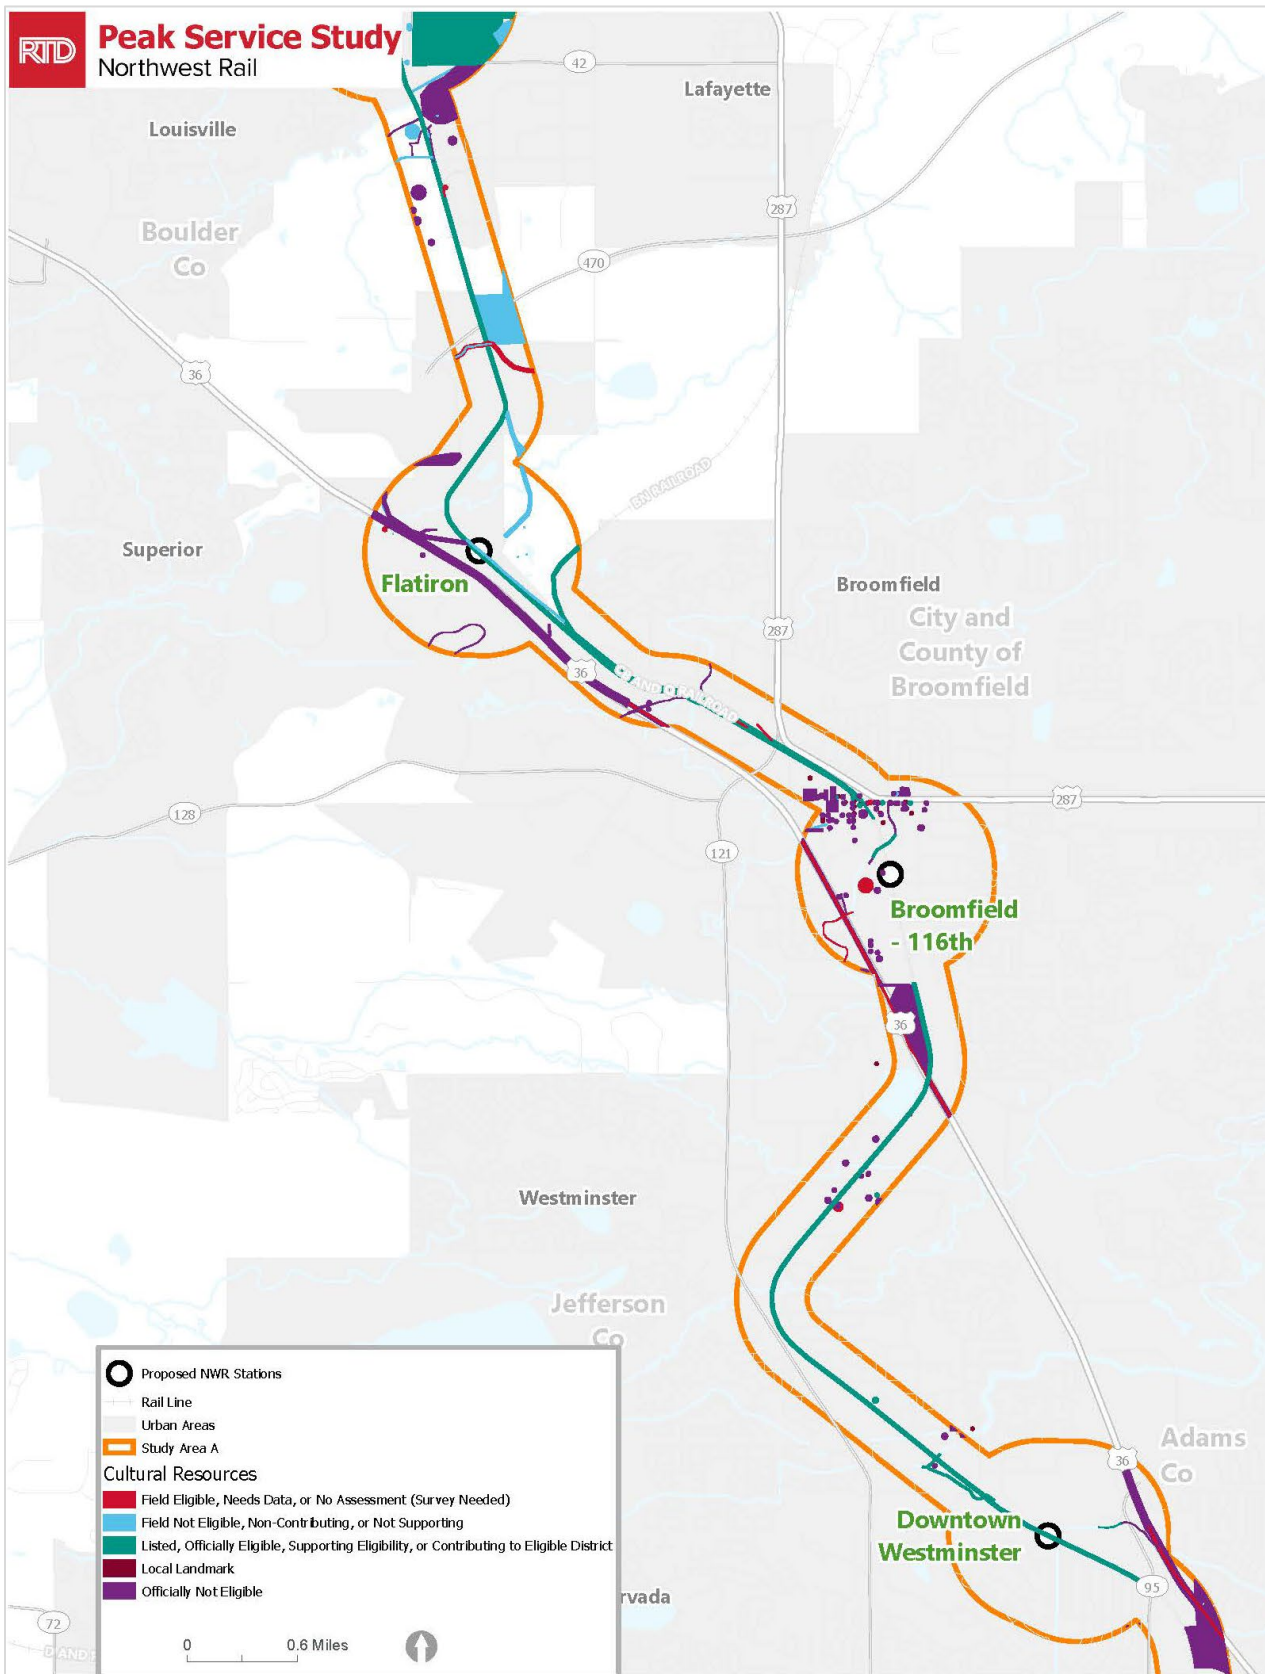 RTD
Peak Service Study
Northwest Rail
42
Lafayette
Louisville
287
Boulder
Co
470
36
BN RAILROAD
Superior
Flatiron
Broomfield
City and
County of
Broomfield
287
36
CB AND Q RAILROAD
128
287
121
Broomfield
- 116th
36
Westminster
Jefferson
Co
Proposed NWR Stations
Rail Line
Urban Areas
Study Area A
Cultural Resources
Field Eligible, Needs Data, or No Assessment (Survey Needed)
Field Not Eligible, Non-Contributing, or Not Supporting
Listed, Officially Eligible, Supporting Eligibility, or Contributing to Eligible District
Local Landmark
Officially Not Eligible
0 0.6 Miles
36
Adams
Co
Downtown
Westminster
95
rvada
72
D AND